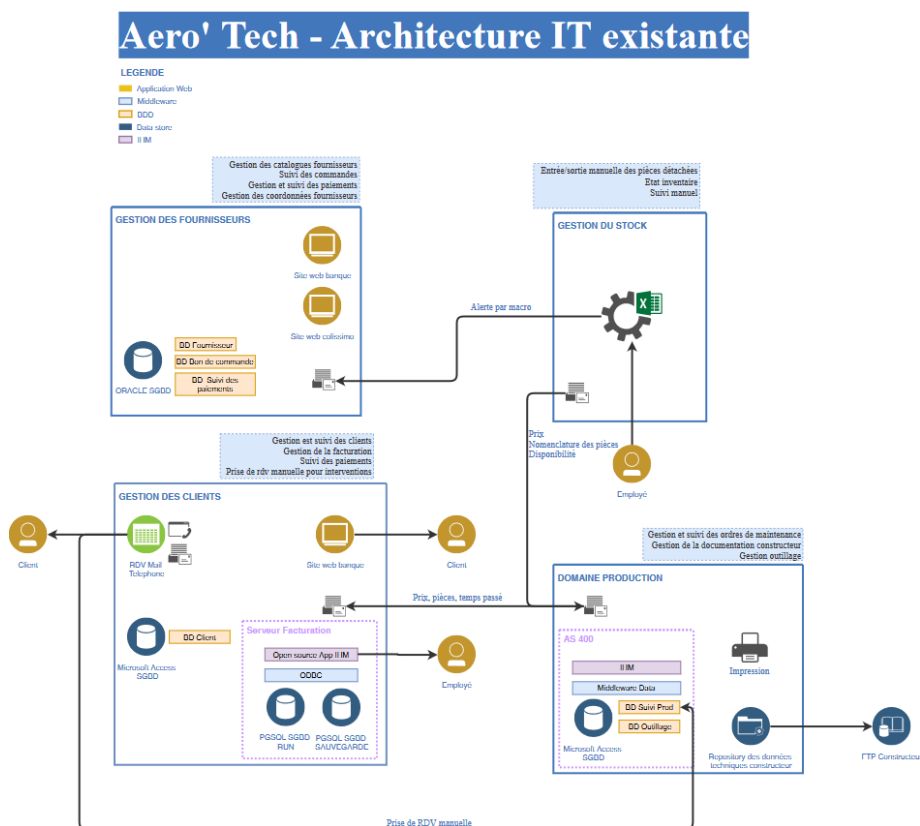 Aero' Tech - Architecture IT existante
LEGENDE
Application Web
Middleware
BDD
Data store
IHM
Gestion des catalogues fournisseurs
Suivi des commandes
Gestion et suivi des paiements
Gestion des coordonnées fournisseurs
Entrée/sortie manuelle des pièces détachées
Etat inventaire
Suivi manuel
GESTION DES FOURNISSEURS
Site web banque
Site web colissimo
BD Fournisseur
BD Bon de commande
BD Suivi des
paiements
ORACLE SGBD
GESTION DU STOCK
Alerte par macro
Prix
Nomenclature des pièces
Disponibilité
Employé
Gestion est suivi des clients
Gestion de la facturation
Suivi des paiements
Prise de rdv manuelle pour interventions
GESTION DES CLIENTS
Client
RDV Mail
Telephone
Site web banque
Client
Prix, pièces, temps passé
BD Client
Microsoft Access
SGBD
Serveur Facturation
Open source App IHM
ODBC
PGSQL SGBD
RUN
PGSQL SGBD
SAUVEGARDE
Employé
Gestion et suivi des ordres de maintenance
Gestion de la documentation constructeur
Gestion outillage
DOMAINE PRODUCTION
AS 400
IHM
Middleware Data
BD Suivi Prod
BD Outillage
Microsoft Access
SGBD
Impression
Repository des données
techniques constructeur
FTP Constructeu
Prise de RDV manuelle